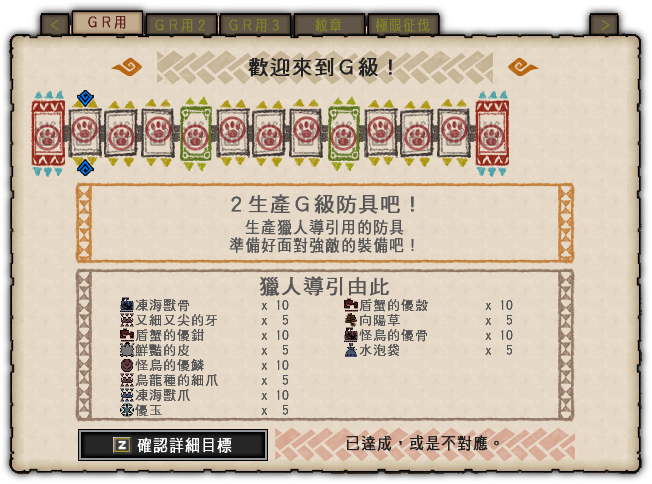 < GR用 GR用2 GR用3 紋章 極限征伐 >
歡迎來到G級！
2生產G級防具吧！
生產獵人導引用的防具
準備好面對強敵的裝備吧！
獵人導引由此
凍海獸骨 x 10
又細又尖的牙 x 5
盾蟹的優鉗 x 10
鮮豔的皮 x 5
怪鳥的優鱗 x 10
鳥龍種的細爪 x 5
凍海獸爪 x 10
優玉 x 5
盾蟹的優殼 x 10
向陽草 x 5
怪鳥的優骨 x 10
水泡袋 x 5
Z 確認詳細目標
已達成，或是不對應。